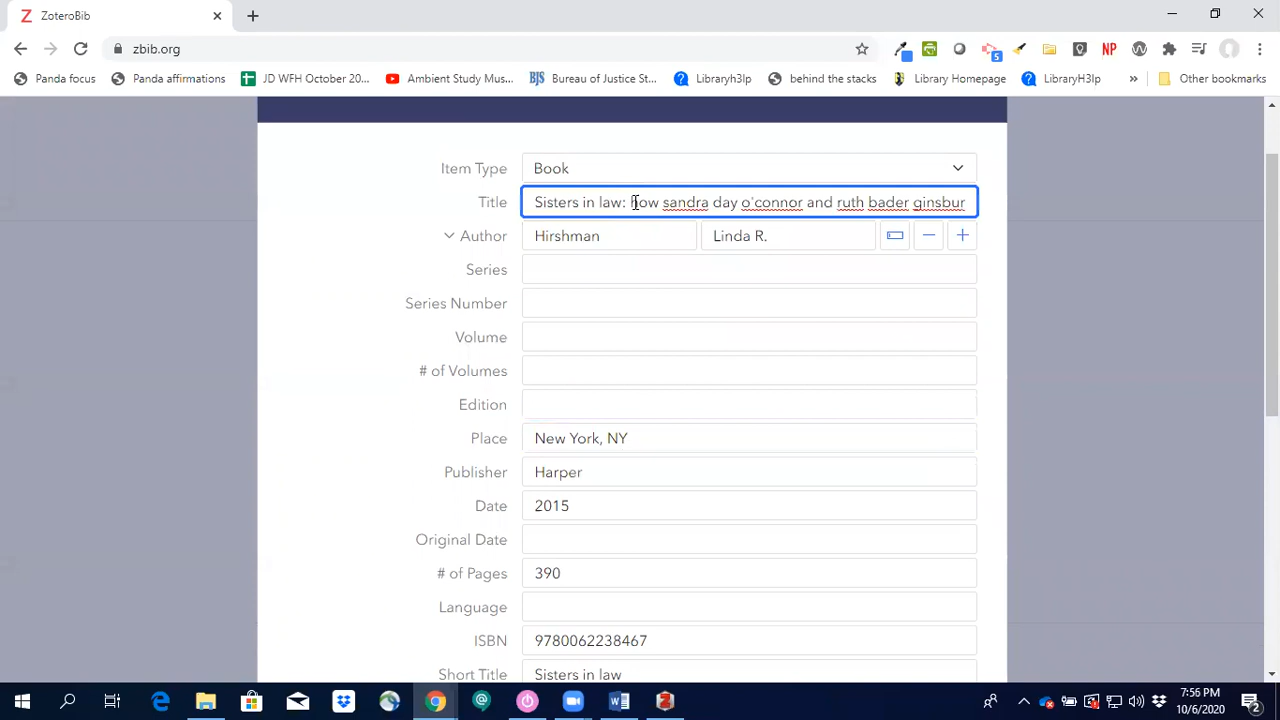 ZoteroBib
zbib.org
5
NP
Panda focus
Panda affirmations
JD WFH October 20...
Ambient Study Mus...
BJS
Bureau of Justice St...
Libraryh3lp
behind the stacks
Library Homepage
LibraryH3lp
»
Other bookmarks
Item Type Book
Title Sisters in law: how sandra day o'connor and ruth bader ginsbur
Author Hirshman Linda R.
Series
Series Number
Volume
# of Volumes
Edition
Place New York, NY
Publisher Harper
Date 2015
Original Date
# of Pages 390
Language
ISBN 9780062238467
Short Title Sisters in law
7:56 PM
10/6/2020
2